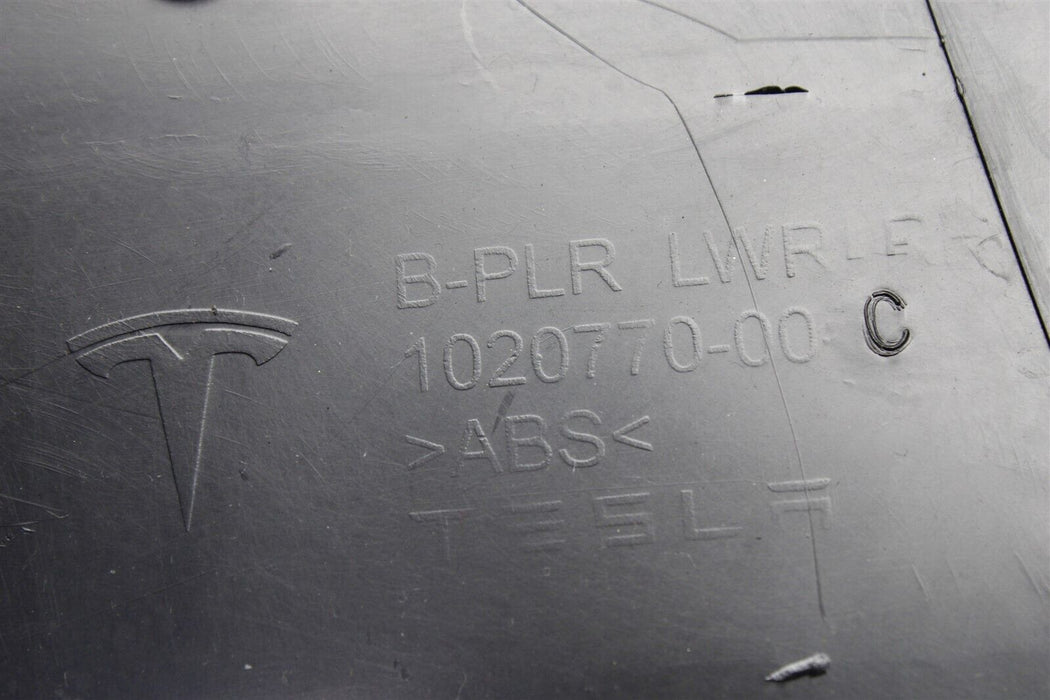 B-PLR LWR
1020770-00 C
>ABS<
TESLA